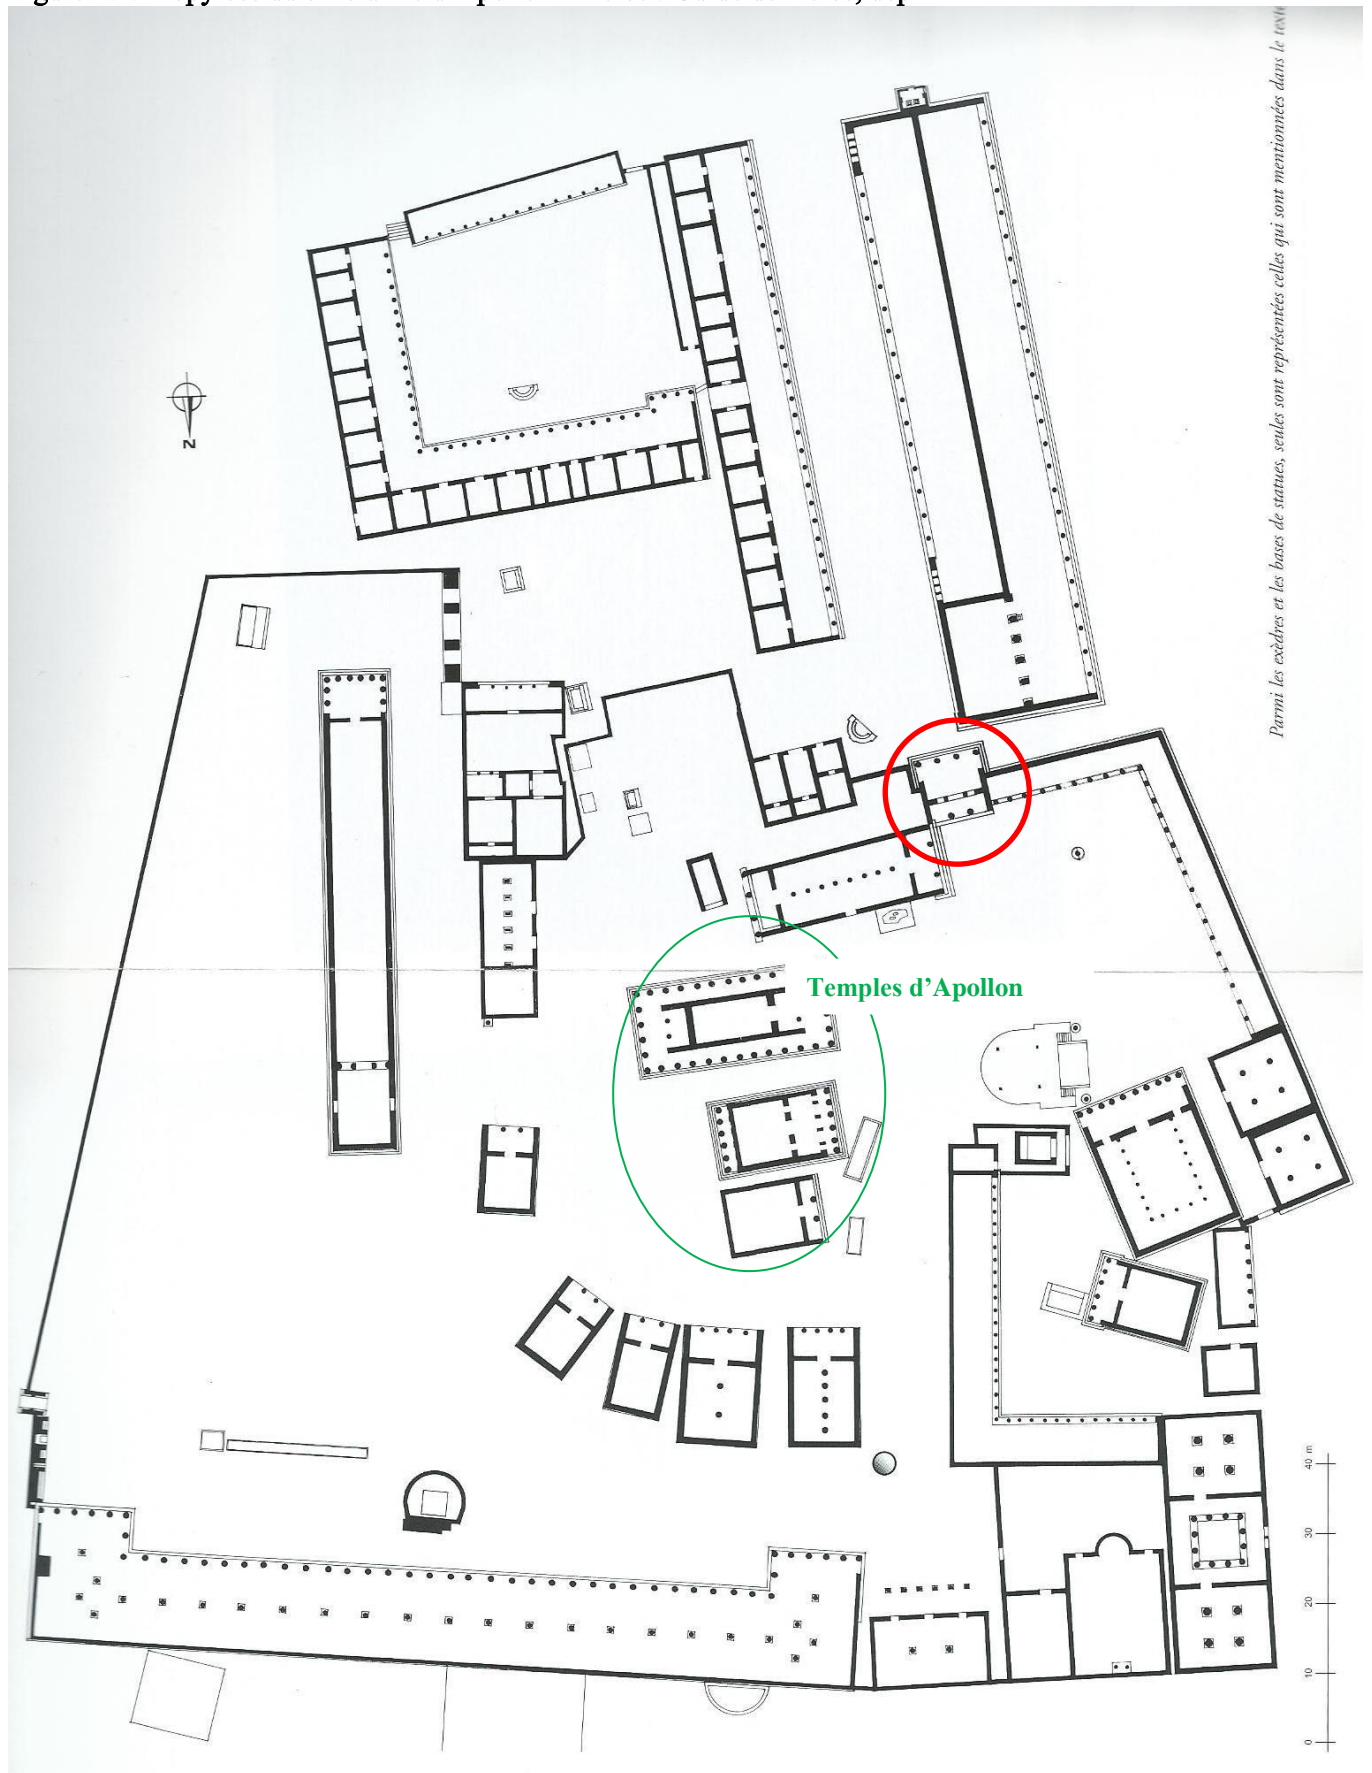 Parmi les exèdres et les bases de statues, seules sont représentées celles qui sont mentionnées dans le texte
N
Temples d'Apollon
40 m
30
20
10
0